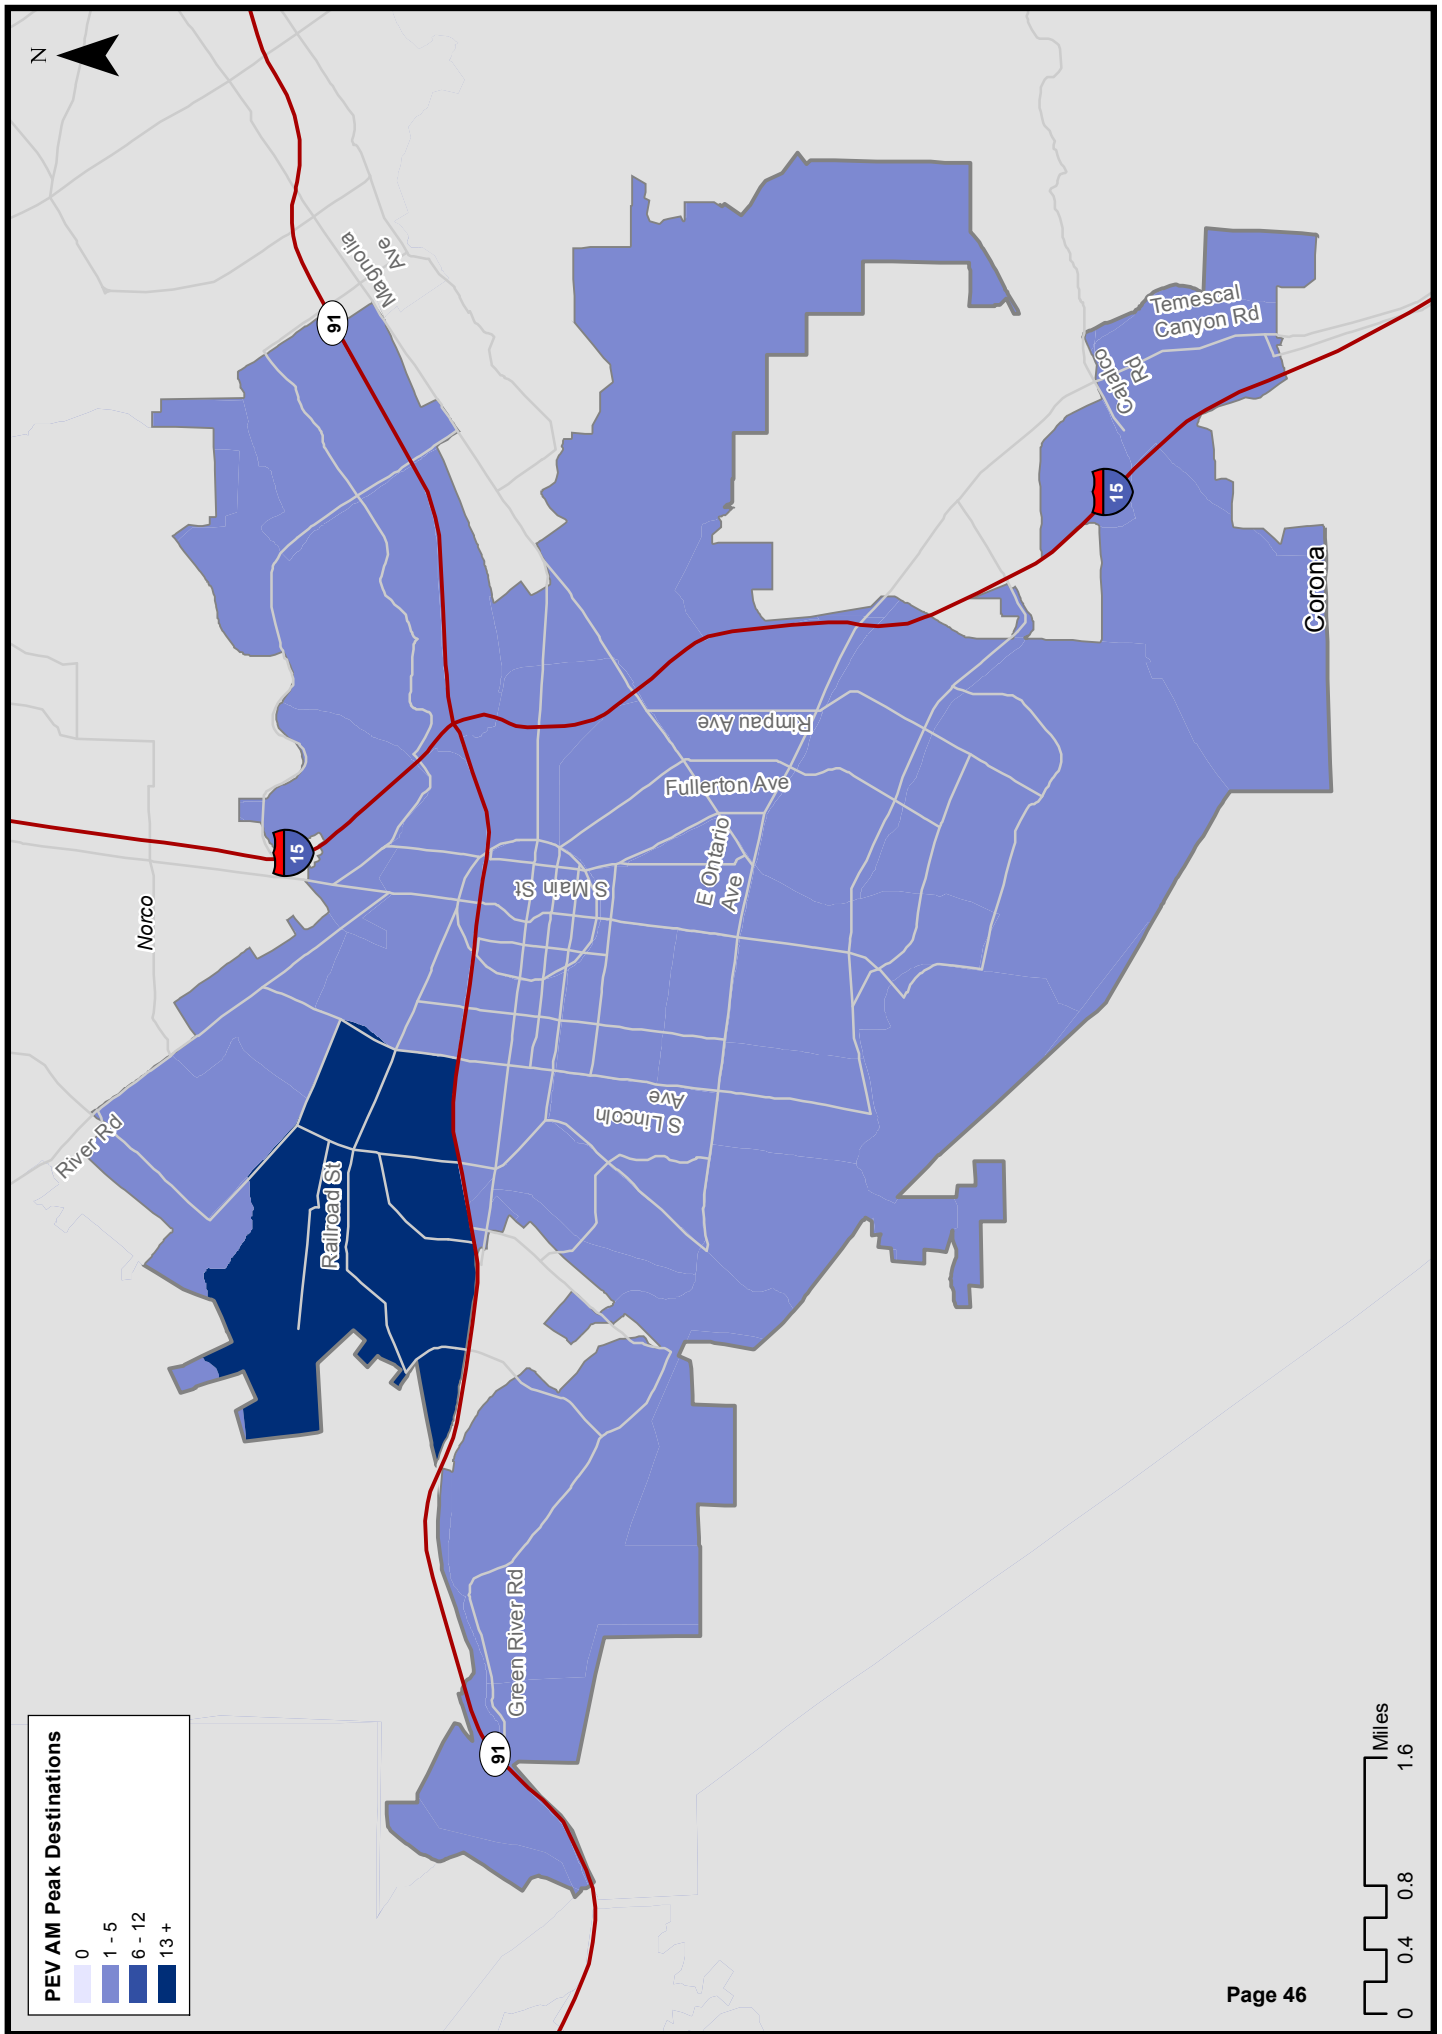 PEV AM Peak Destinations
0
1 - 5
6 - 12
13 +
N
91
Magnolia
Ave
15
Norco
River Rd
Railroad St
S Main St
Fullerton Ave
Rimpau Ave
E Ontario
Ave
S Lincoln
Ave
Green River Rd
91
Temescal
Canyon Rd
Cajalco
Rd
15
Corona
Page 46
0 0.4 0.8 1.6
Miles